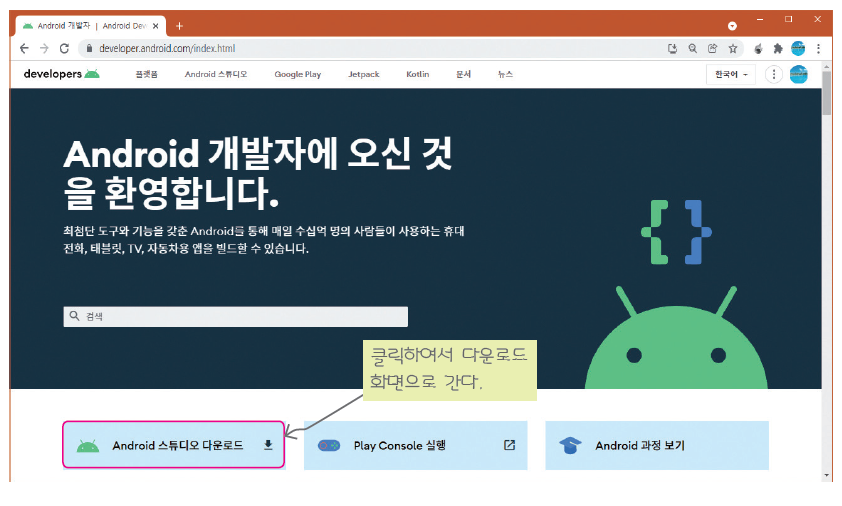 Android 개발자 | Android Dev
developer.android.com/index.html
developers 플랫폼 Android 스튜디오 Google Play Jetpack Kotlin 문서 뉴스 한국어
Android 개발자에 오신 것
을 환영합니다.
최첨단 도구와 기능을 갖춘 Android를 통해 매일 수십억 명의 사람들이 사용하는 휴대
전화, 태블릿, TV, 자동차용 앱을 빌드할 수 있습니다.
검색
클릭하여서 다운로드
화면으로 간다.
Android 스튜디오 다운로드 Play Console 실행 Android 과정 보기